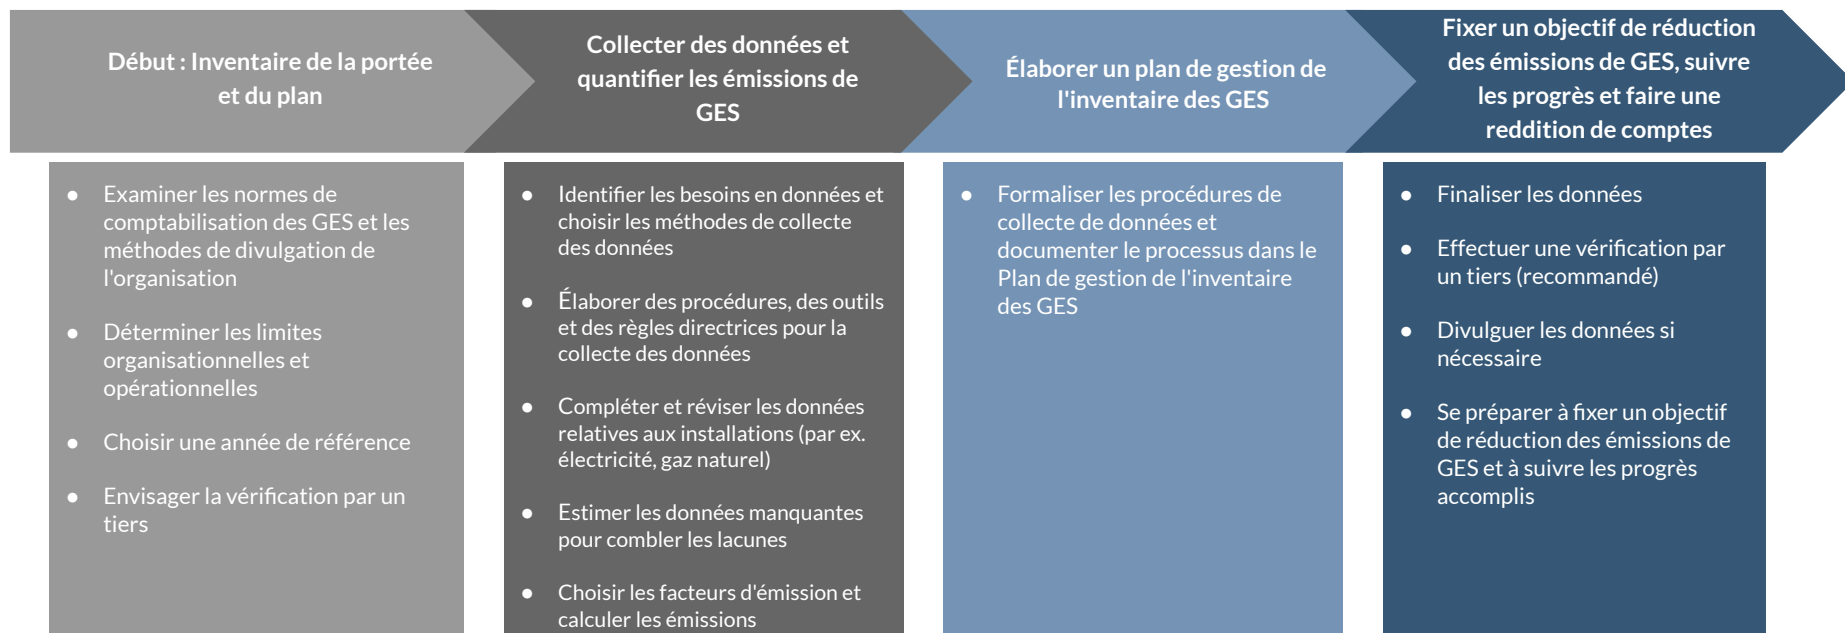 Début : Inventaire de la portée
et du plan
Collecter des données et
quantifier les émissions de
GES
Élaborer un plan de gestion de
l'inventaire des GES
Fixer un objectif de réduction
des émissions de GES, suivre
les progrès et faire une
reddition de comptes
● Examiner les normes de
comptabilisation des GES et les
méthodes de divulgation de
l'organisation
● Déterminer les limites
organisationnelles et
opérationnelles
● Choisir une année de référence
● Envisager la vérification par un
tiers
● Identifier les besoins en données et
choisir les méthodes de collecte
des données
● Élaborer des procédures, des outils
et des règles directrices pour la
collecte des données
● Compléter et réviser les données
relatives aux installations (par ex.
électricité, gaz naturel)
● Estimer les données manquantes
pour combler les lacunes
● Choisir les facteurs d'émission et
calculer les émissions
● Formaliser les procédures de
collecte de données et
documenter le processus dans le
Plan de gestion de l'inventaire
des GES
● Finaliser les données
● Effectuer une vérification par
un tiers (recommandé)
● Divulguer les données si
nécessaire
● Se préparer à fixer un objectif
de réduction des émissions de
GES et à suivre les progrès
accomplis